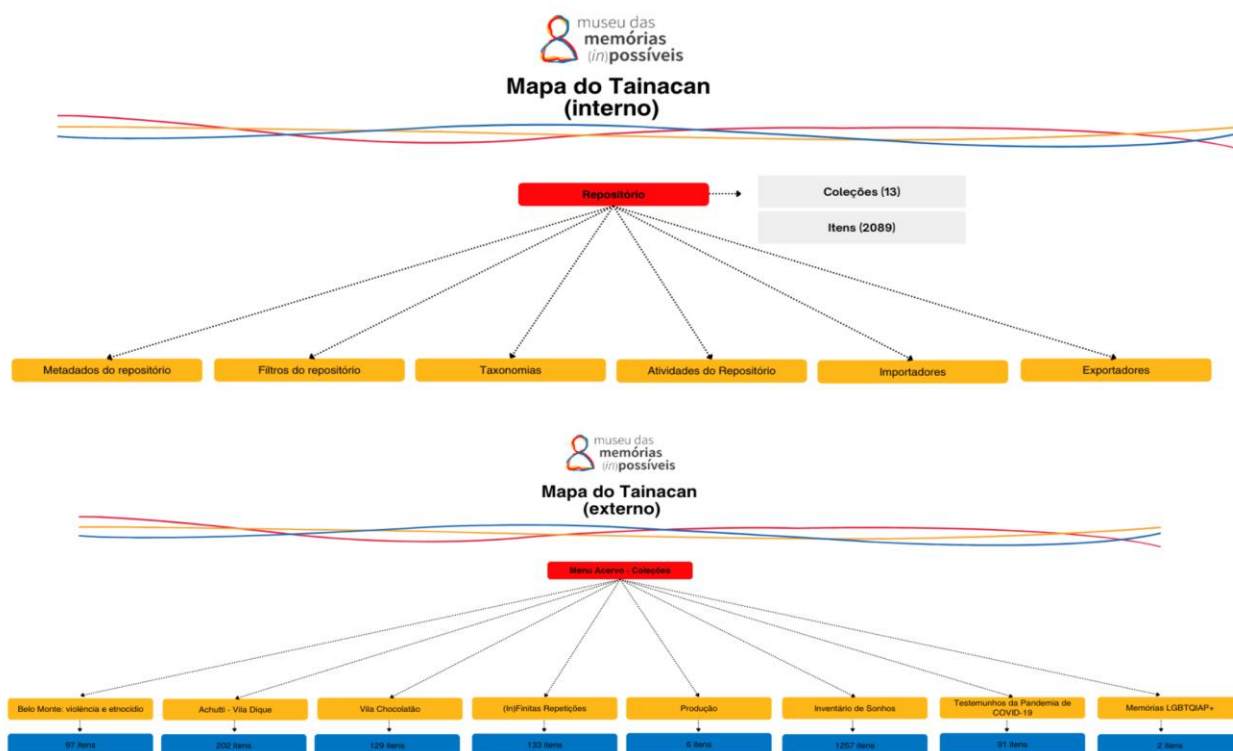 museu das
memórias
(in)possíveis
Mapa do Tainacan
(interno)
Repositório
Coleções (13)
Itens (2089)
Metadados do repositório
Filtros do repositório
Taxonomias
Atividades do Repositório
Importadores
Exportadores
museu das
memórias
(in)possíveis
Mapa do Tainacan
(externo)
Menu Acervo - Coleções
Belo Monte: violência e etnocídio
Achutti - Vila Dique
Vila Chocolatão
(In)Finitas Repetições
Produção
Inventário de Sonhos
Testemunhos da Pandemia de
COVID-19
Memórias LGBTQIAP+
97 itens
202 itens
129 itens
133 itens
6 itens
1257 itens
91 itens
2 itens